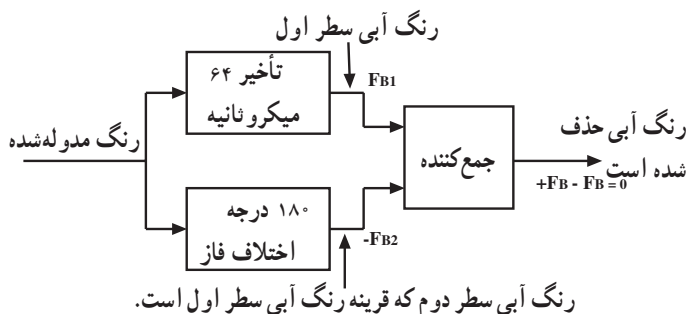 رنگ آبی سطر اول
تأخیر ۶۴
میکروثانیه
FB1
رنگ مدوله‌شده
جمع‌کننده
رنگ آبی حذف
شده است
+FB - FB = 0
۱۸۰ درجه
اختلاف فاز
-FB2
رنگ آبی سطر دوم که قرینه رنگ آبی سطر اول است.